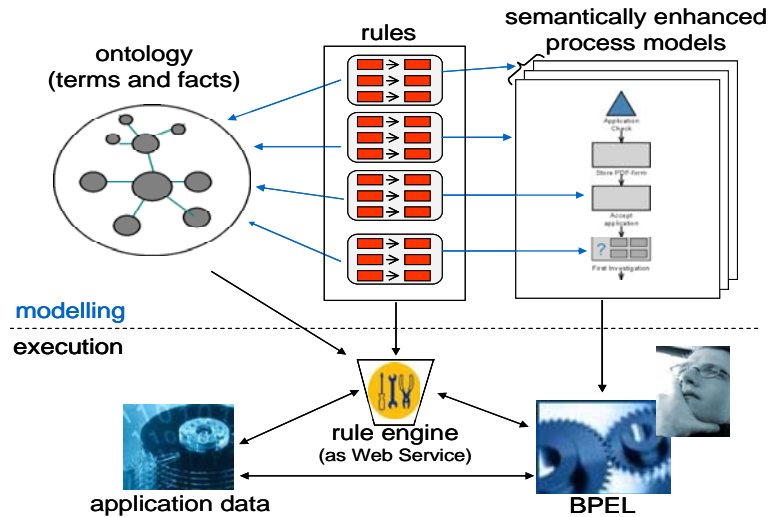 ontology
(terms and facts)
rules
semantically enhanced
process models
Application
Check
Store PDF-form
Accept
application
?
First Investigation
modelling
execution
rule engine
(as Web Service)
application data
BPEL